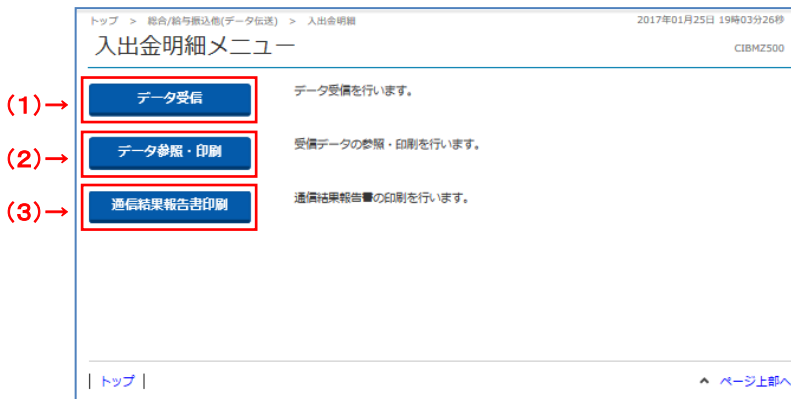 トップ > 総合/給与振込他(データ伝送) > 入出金明細
2017年01月25日 19時03分26秒
入出金明細メニュー
CIBMZ500
(1)→
データ受信
データ受信を行います。
(2)→
データ参照・印刷
受信データの参照・印刷を行います。
(3)→
通信結果報告書印刷
通信結果報告書の印刷を行います。
| トップ |
ページ上部へ